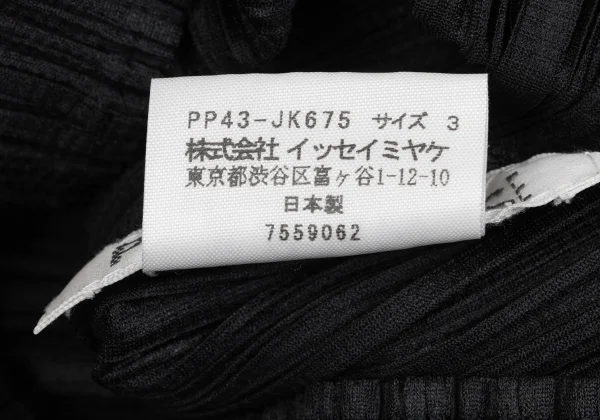 PP43-JK675 サイズ 3
株式会社 イッセイミヤケ
東京都渋谷区富ヶ谷1-12-10
日本製
7559062